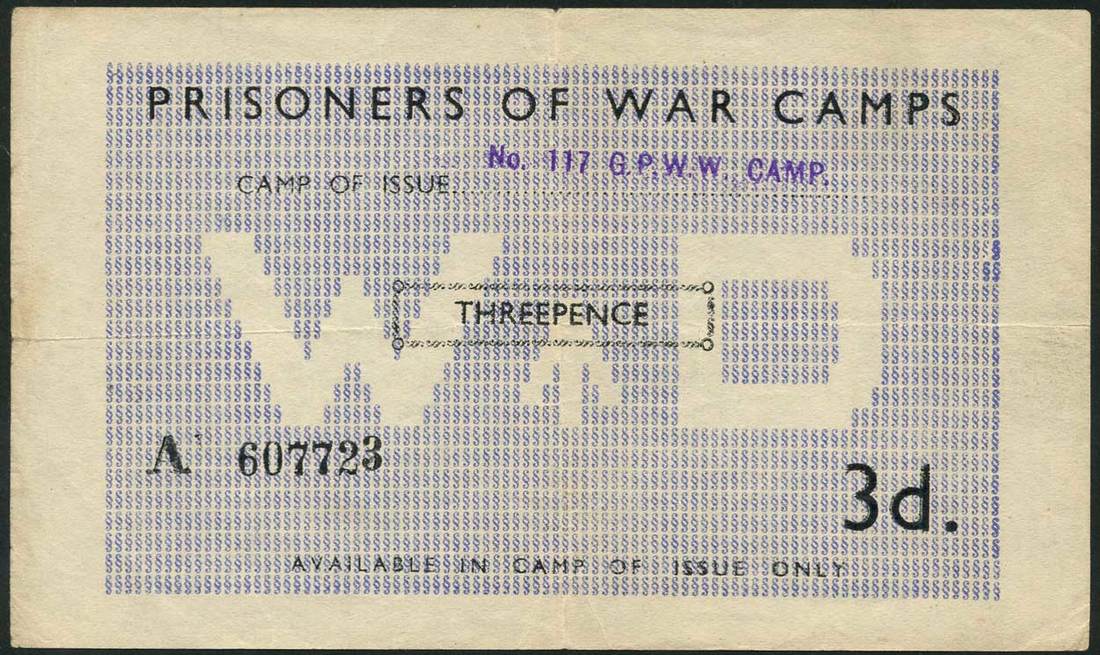 PRISONERS OF WAR CAMPS
No. 117 G.P.W.W. CAMP.
CAMP OF ISSUE
W D
THREEPENCE
A 607723
3d.
AVAILABLE IN CAMP OF ISSUE ONLY